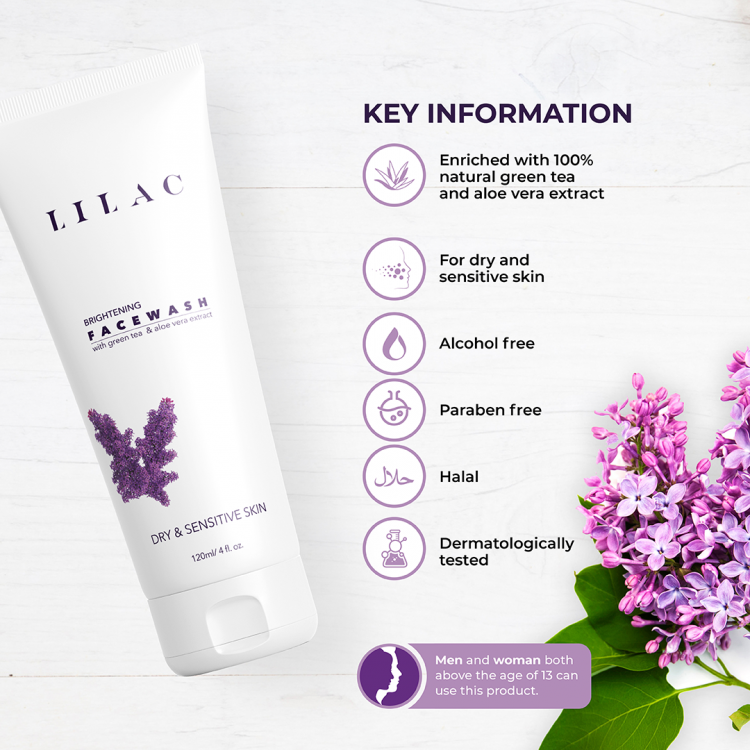 LILAC
BRIGHTENING
FACEWASH
with green tea & aloe vera extract
DRY & SENSITIVE SKIN
120ml/ 4 fl. oz.
KEY INFORMATION
Enriched with 100%
natural green tea
and aloe vera extract
For dry and
sensitive skin
Alcohol free
Paraben free
حلال
Halal
Dermatologically
tested
Men and woman both
above the age of 13 can
use this product.